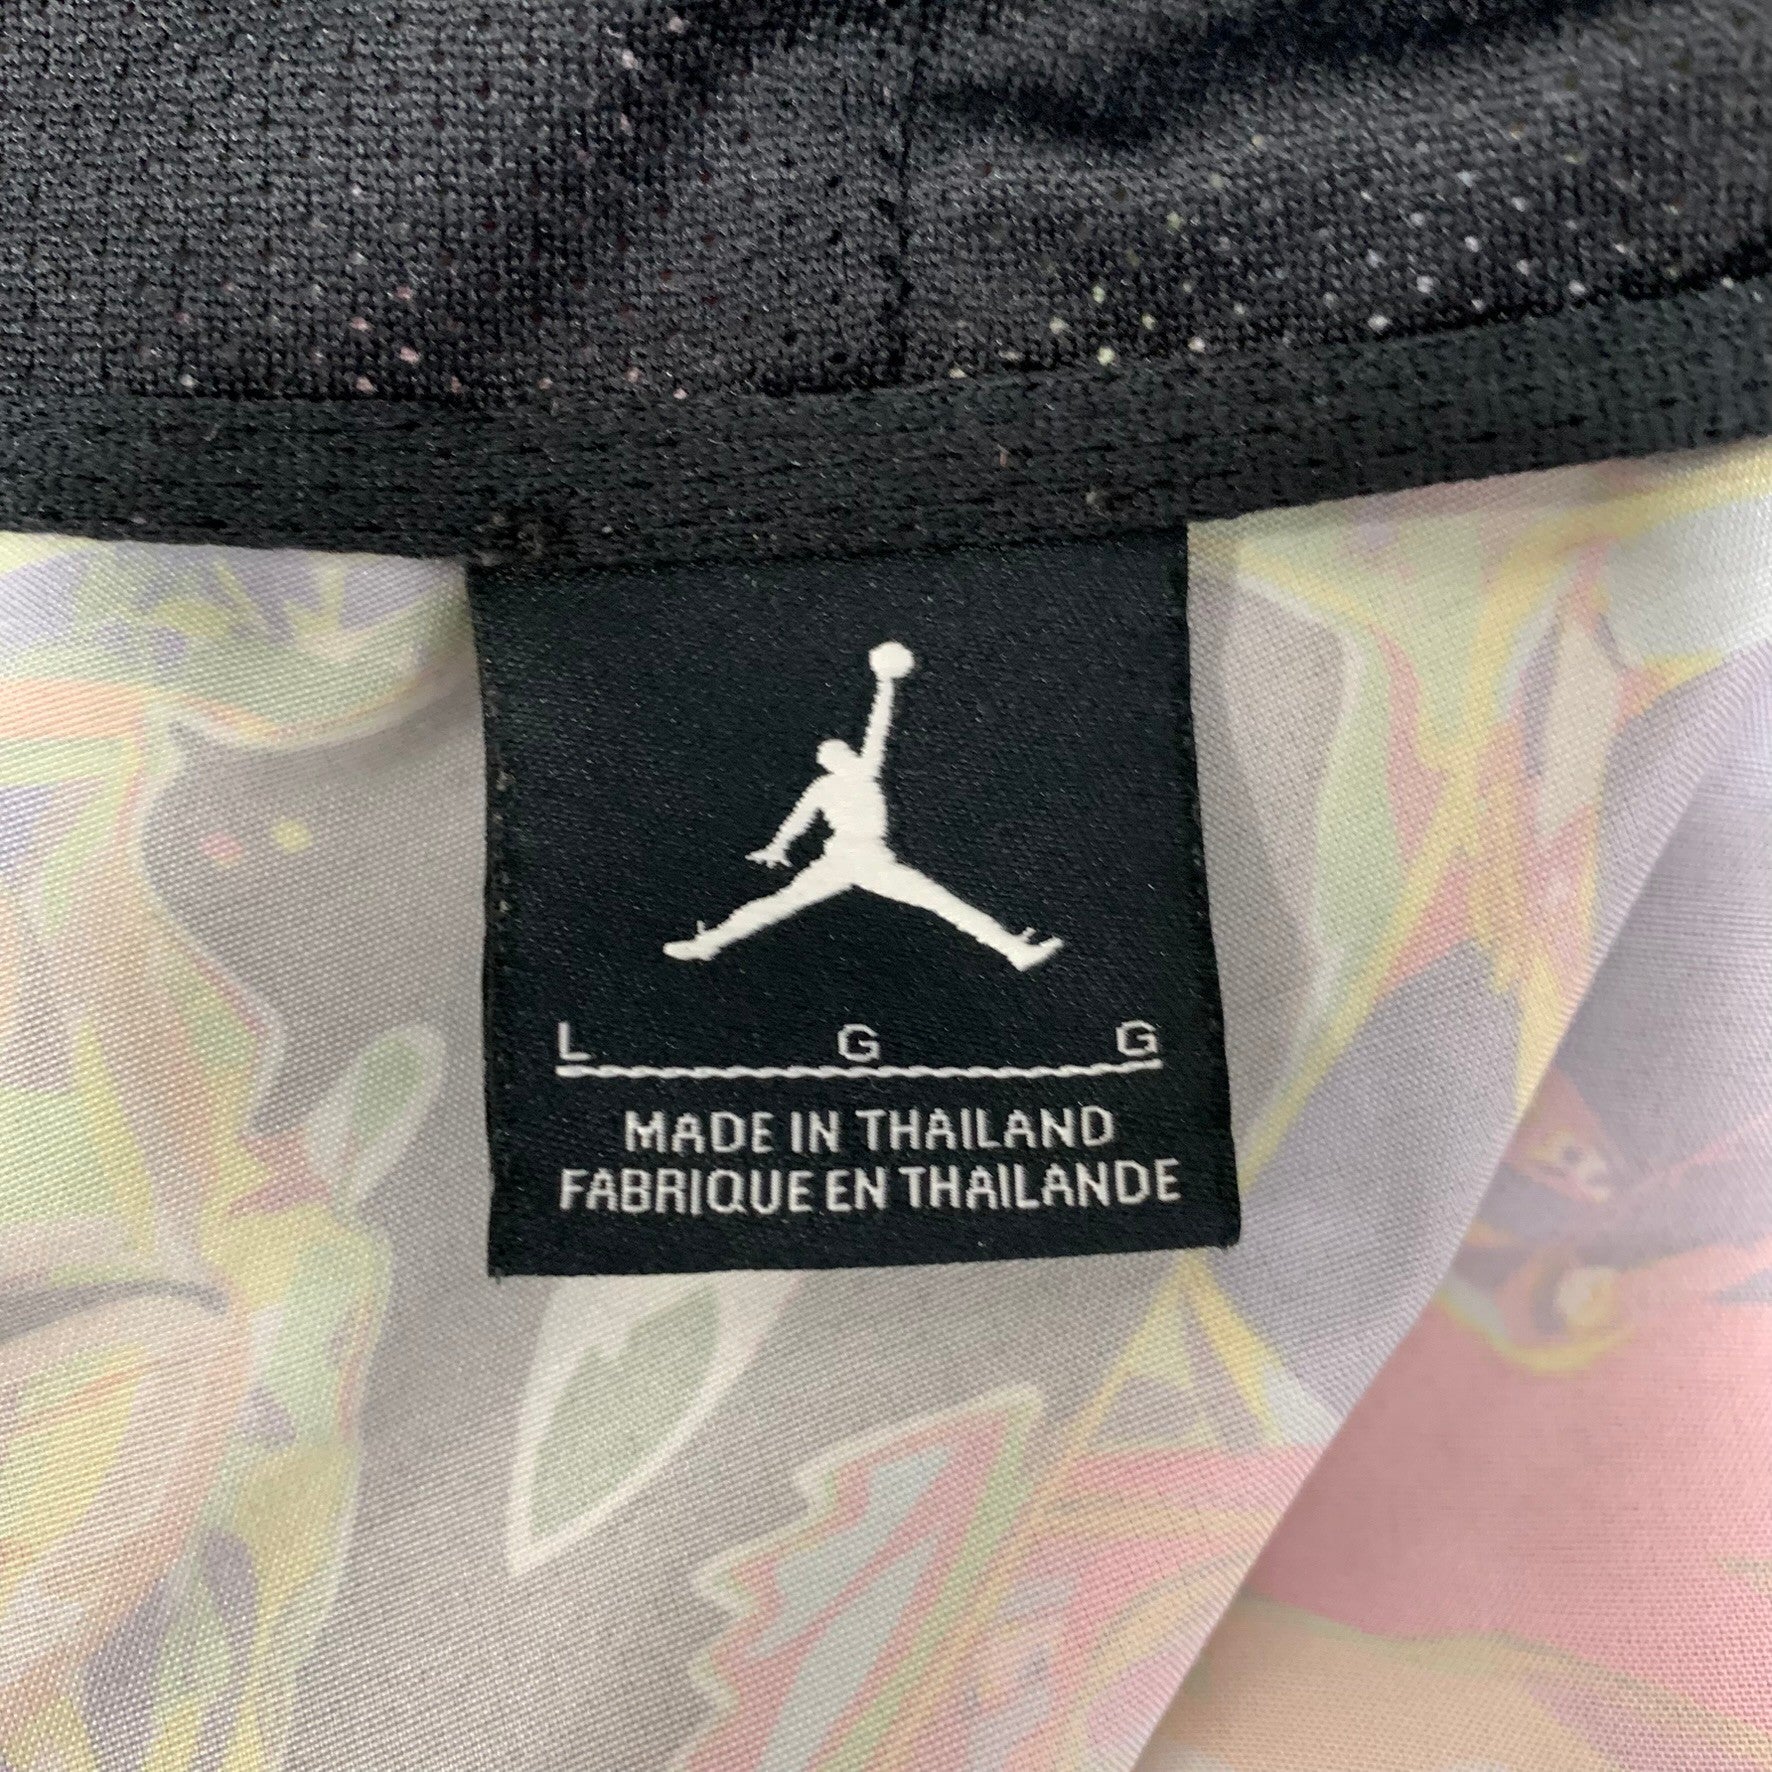 L G G
MADE IN THAILAND
FABRIQUE EN THAILANDE